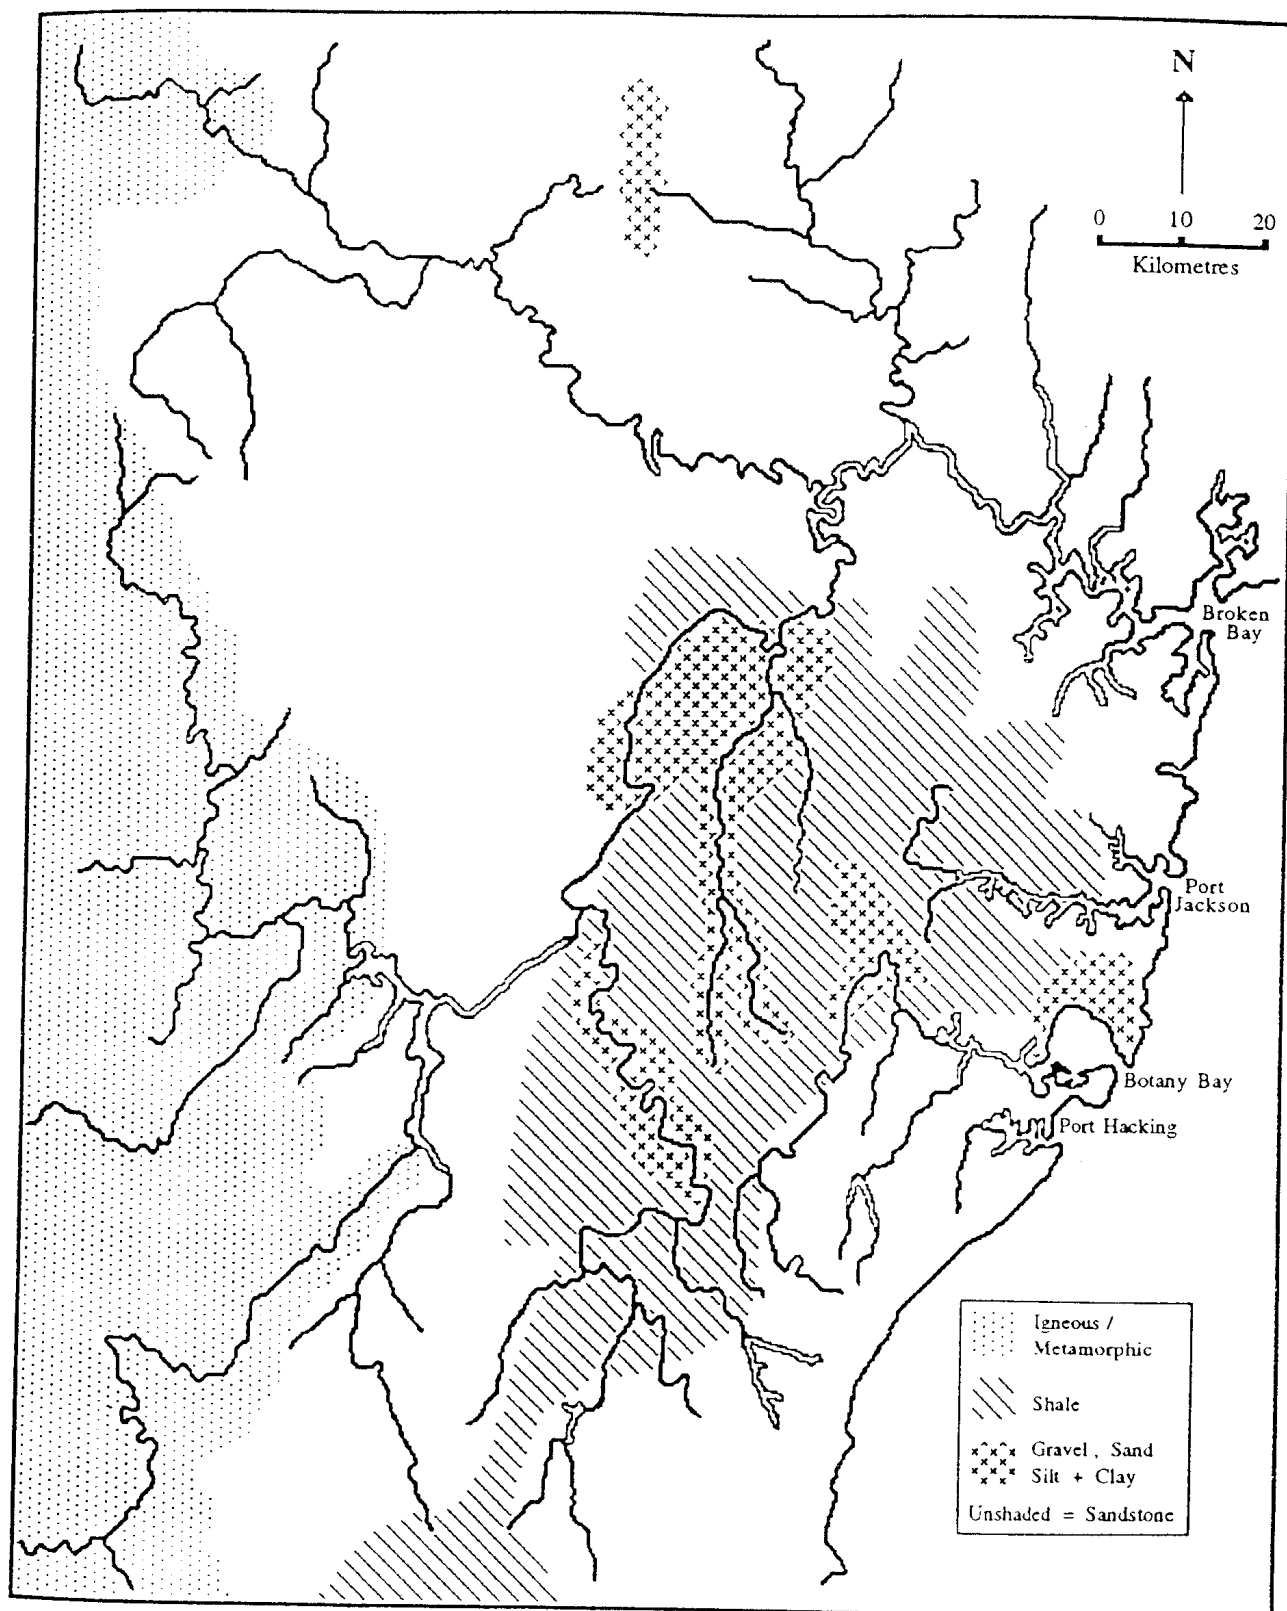 N
0 10 20
Kilometres
Broken
Bay
Port
Jackson
Botany Bay
Port Hacking
Igneous /
Metamorphic
Shale
Gravel , Sand
Silt + Clay
Unshaded = Sandstone